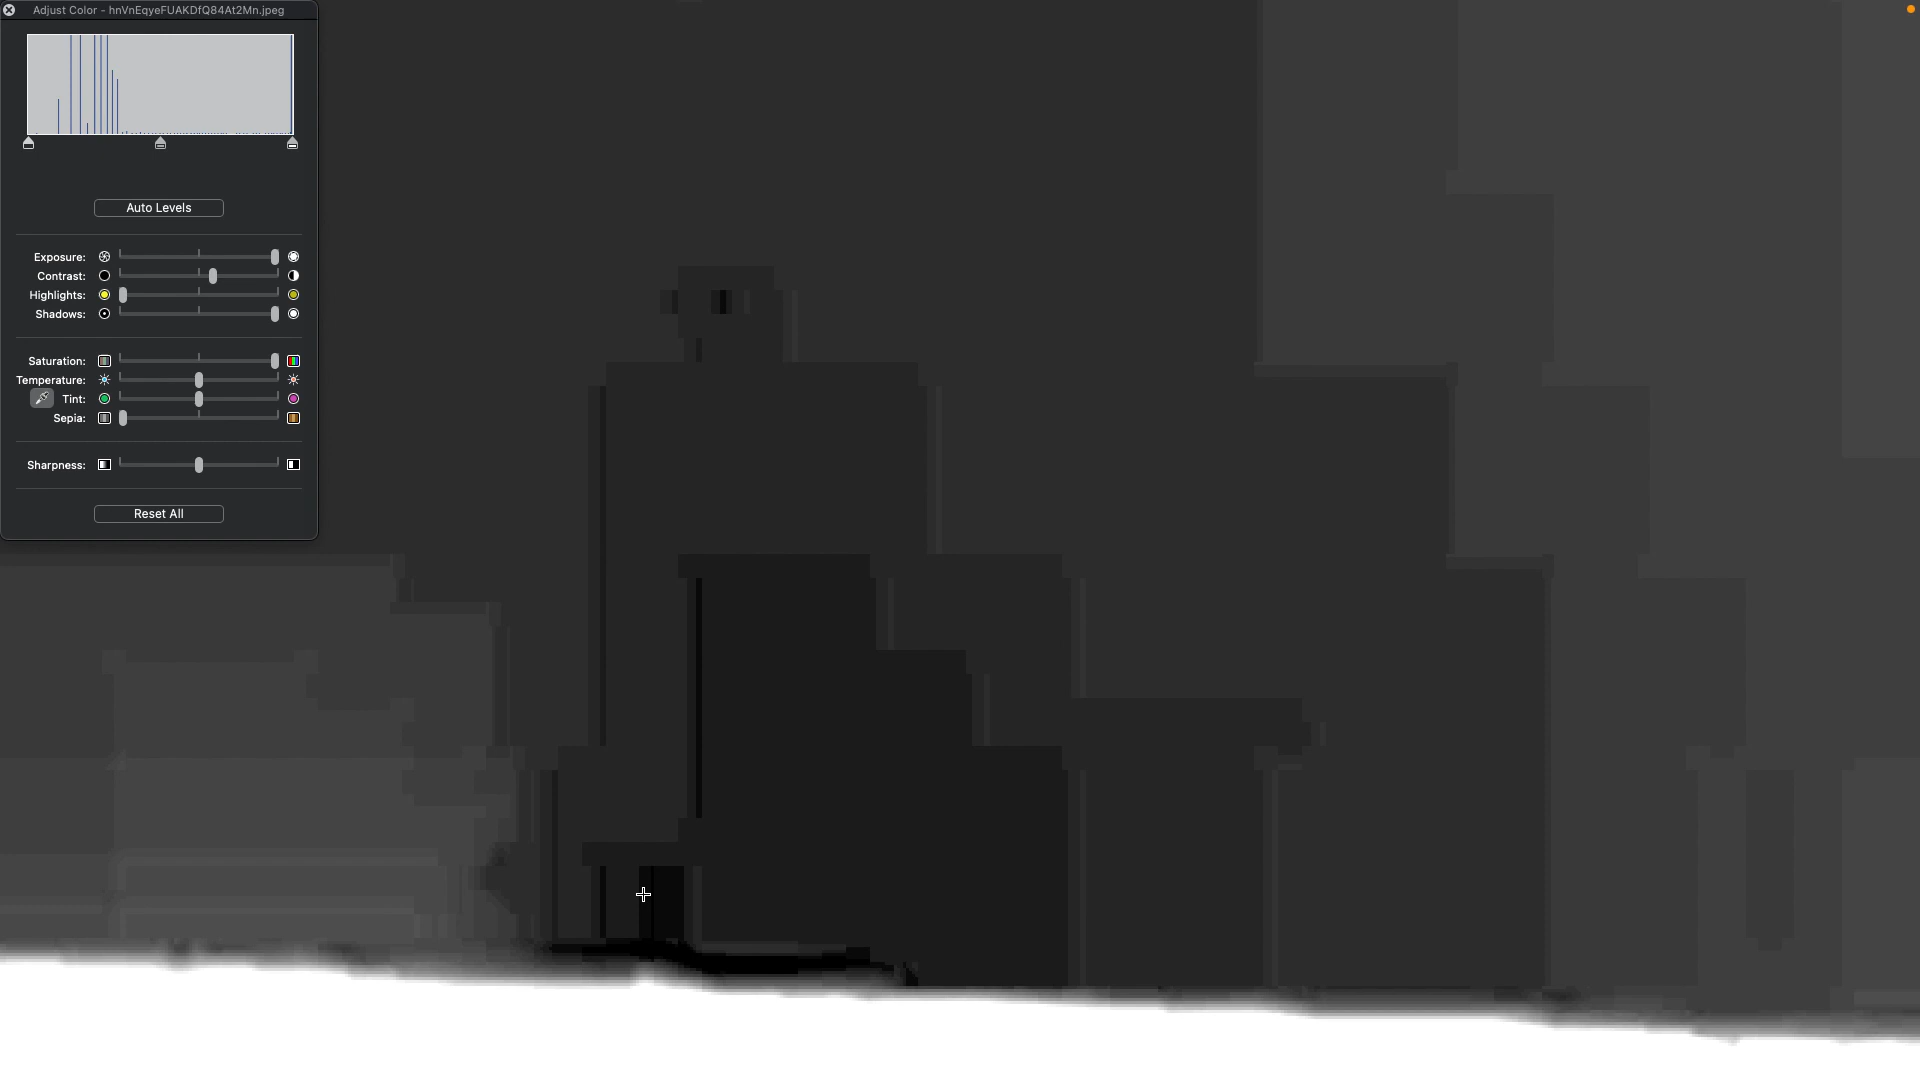 Adjust Color - hnVnEqyeFUAKDfQ84At2Mn.jpeg
Auto Levels
Exposure:
Contrast:
Highlights:
Shadows:
Saturation:
Temperature:
Tint:
Sepia:
Sharpness:
Reset All